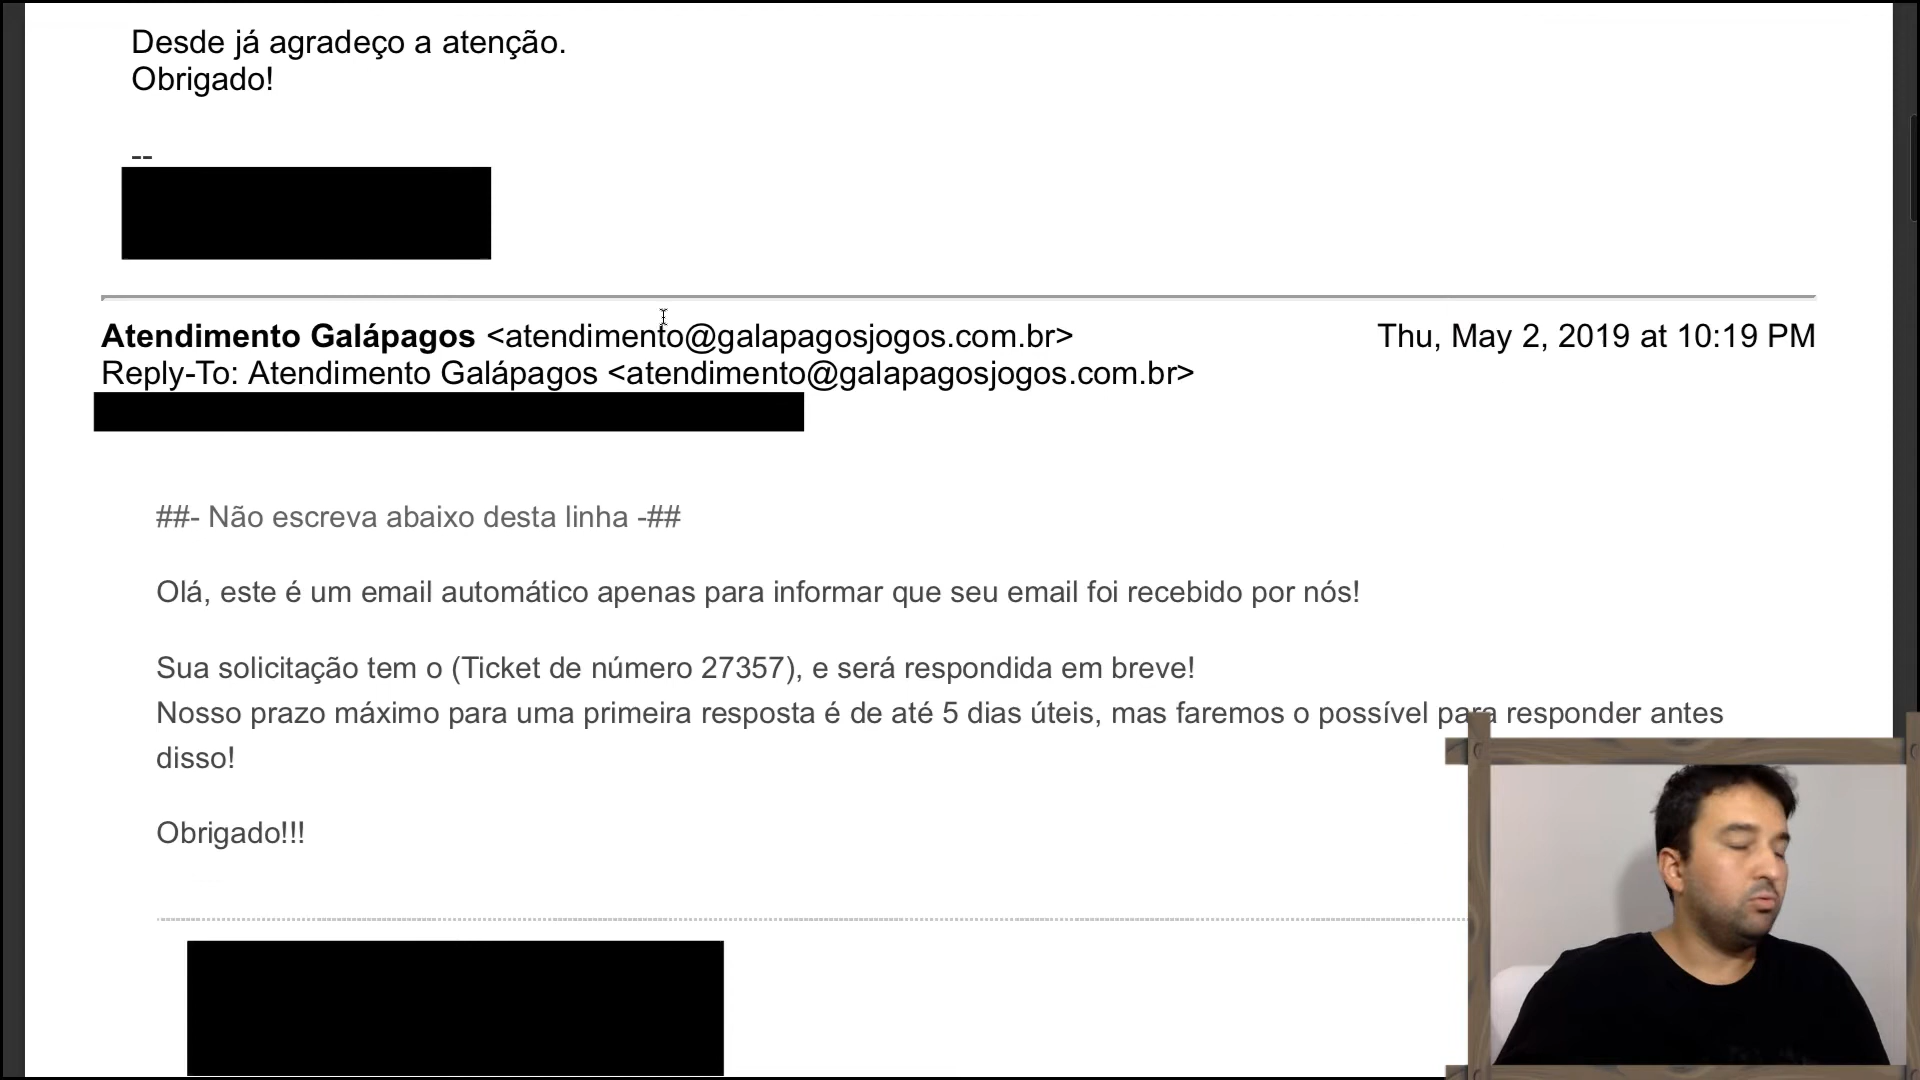 Desde já agradeço a atenção.
Obrigado!
--
Atendimento Galápagos <atendimento@galapagosjogos.com.br> Thu, May 2, 2019 at 10:19 PM
Reply-To: Atendimento Galápagos <atendimento@galapagosjogos.com.br>
##- Não escreva abaixo desta linha -##
Olá, este é um email automático apenas para informar que seu email foi recebido por nós!
Sua solicitação tem o (Ticket de número 27357), e será respondida em breve!
Nosso prazo máximo para uma primeira resposta é de até 5 dias úteis, mas faremos o possível para responder antes
disso!
Obrigado!!!